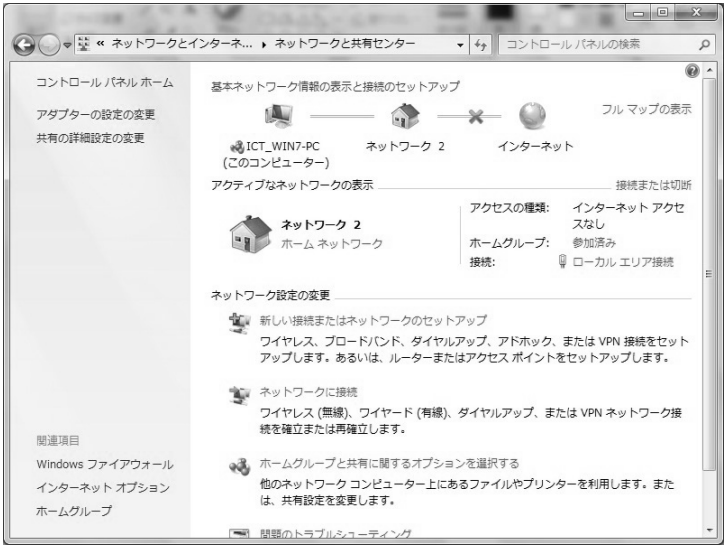 « ネットワークとインターネ... ▸ ネットワークと共有センター
コントロール パネルの検索
コントロール パネル ホーム
アダプターの設定の変更
共有の詳細設定の変更
基本ネットワーク情報の表示と接続のセットアップ
フル マップの表示
ICT_WIN7-PC
(このコンピューター)
ネットワーク 2
インターネット
アクティブなネットワークの表示
接続または切断
ネットワーク 2
ホーム ネットワーク
アクセスの種類: インターネット アクセ
スなし
ホームグループ: 参加済み
接続: ローカル エリア接続
ネットワーク設定の変更
新しい接続またはネットワークのセットアップ
ワイヤレス、ブロードバンド、ダイヤルアップ、アドホック、または VPN 接続をセット
アップします。あるいは、ルーターまたはアクセス ポイントをセットアップします。
ネットワークに接続
ワイヤレス (無線)、ワイヤード (有線)、ダイヤルアップ、または VPN ネットワーク接
続を確立または再確立します。
ホームグループと共有に関するオプションを選択する
他のネットワーク コンピューター上にあるファイルやプリンターを利用します。また
は、共有設定を変更します。
問題のトラブルシューティング
関連項目
Windows ファイアウォール
インターネット オプション
ホームグループ